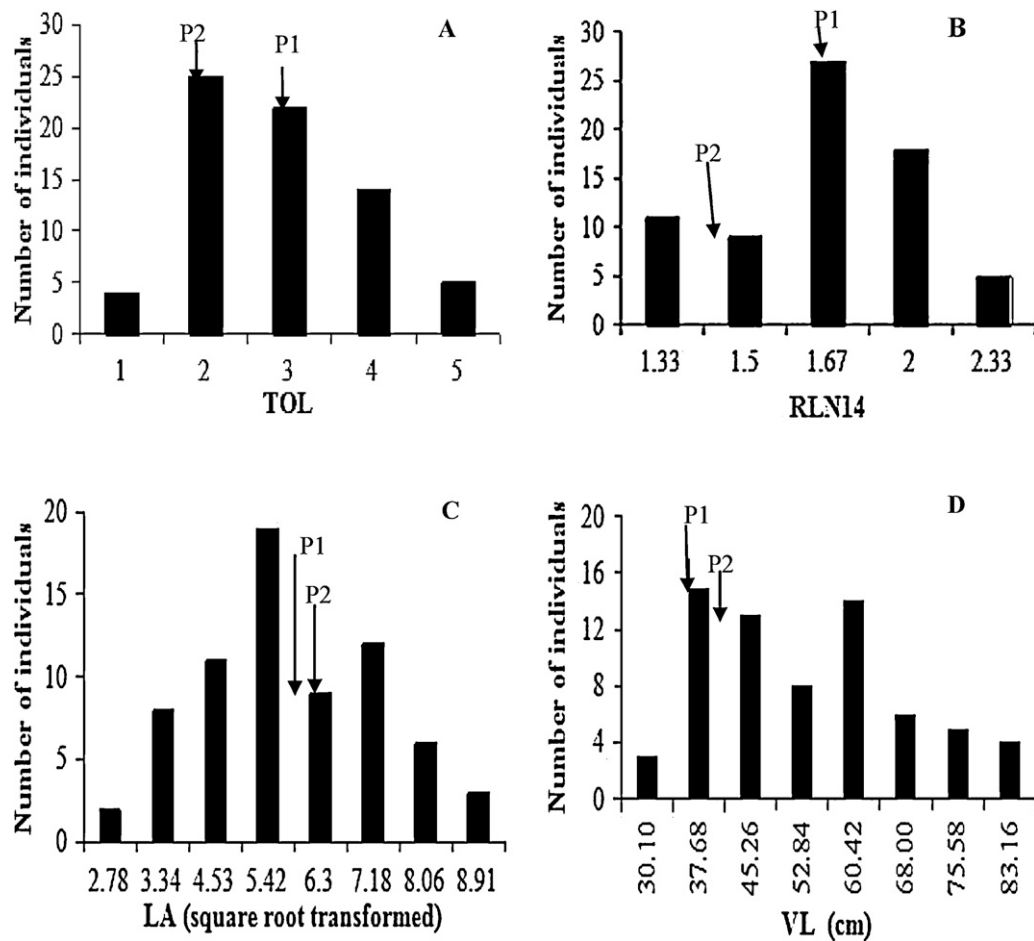 A
Number of individuals
30
25
20
15
10
5
0
P2
P1
1 2 3 4 5
TOL
B
Number of individuals
30
25
20
15
10
5
0
P1
P2
1.33 1.5 1.67 2 2.33
RLN14
C
Number of individuals
20
15
10
5
0
P1
P2
2.78 3.34 4.53 5.42 6.3 7.18 8.06 8.91
LA (square root transformed)
D
Number of individuals
20
16
12
8
4
0
P1
P2
30.10 37.68 45.26 52.84 60.42 68.00 75.58 83.16
VL (cm)